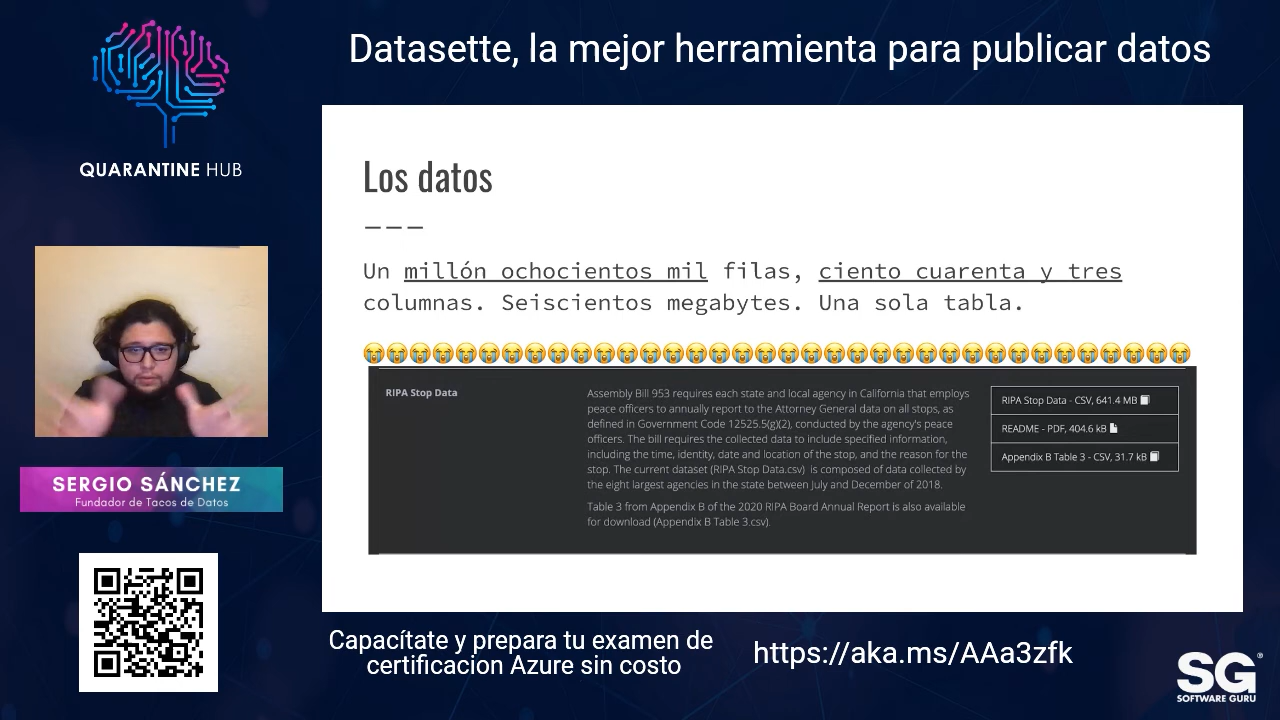 Datasette, la mejor herramienta para publicar datos
QUARANTINE HUB
Los datos
Un millón ochocientos mil filas, ciento cuarenta y tres
columnas. Seiscientos megabytes. Una sola tabla.
RIPA Stop Data
Assembly Bill 953 requires each state and local agency in California that employs
peace officers to annually report to the Attorney General data on all stops, as
defined in Government Code 12525.5(g)(2), conducted by the agency's peace
officers. The bill requires the collected data to include specified information,
including the time, identity, date and location of the stop, and the reason for the
stop. The current dataset (RIPA Stop Data.csv) is composed of data collected by
the eight largest agencies in the state between July and December of 2018.
Table 3 from Appendix B of the 2020 RIPA Board Annual Report is also available
for download (Appendix B Table 3.csv).
RIPA Stop Data - CSV, 641.4 MB
README - PDF, 404.6 kB
Appendix B Table 3 - CSV, 31.7 kB
SERGIO SÁNCHEZ
Fundador de Tacos de Datos
Capacítate y prepara tu examen de
certificacion Azure sin costo
https://aka.ms/AAa3zfk
SG®
SOFTWARE GURU